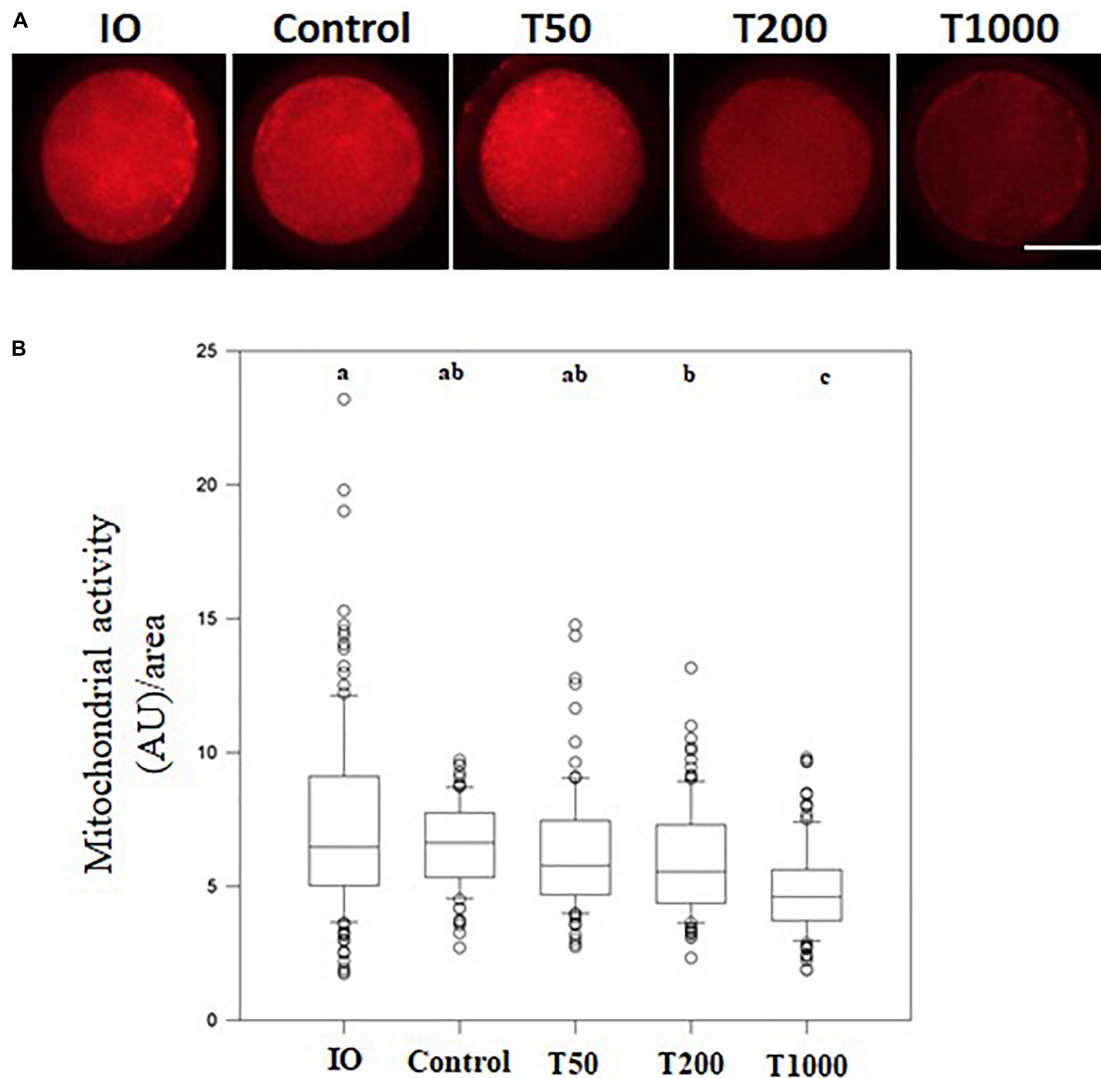 A
IO Control T50 T200 T1000
B
25
a ab ab b c
20
15
10
5
0
Mitochondrial activity
(AU)/area
IO Control T50 T200 T1000